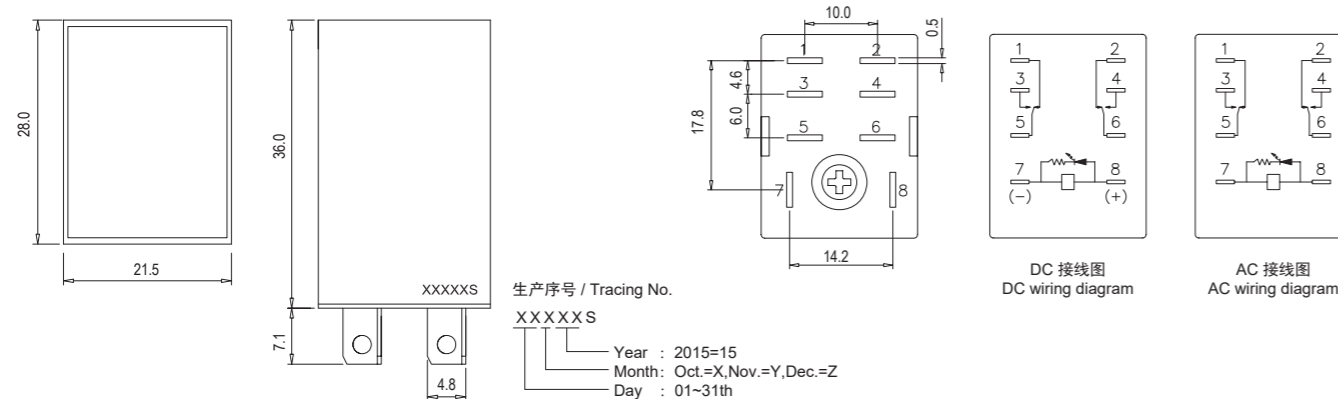 28.0
21.5
36.0
7.1
4.8
XXXXXS
生产序号 / Tracing No.
XXXXXS
Year : 2015=15
Month: Oct.=X,Nov.=Y,Dec.=Z
Day : 01~31th
10.0
0.5
17.8
4.6
6.0
14.2
1 2
3 4
5 6
7 8
1 2
3 4
5 6
7 8
(-) (+)
DC 接线图
DC wiring diagram
1 2
3 4
5 6
7 8
AC 接线图
AC wiring diagram